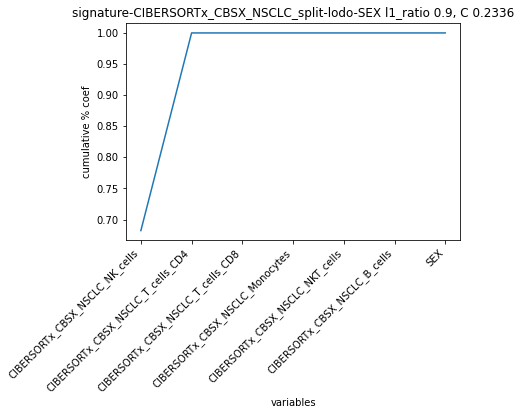 signature-CIBERSORTx_CBSX_NSCLC_split-lodo-SEX l1_ratio 0.9, C 0.2336
1.00
0.95
0.90
0.85
0.80
0.75
0.70
cumulative % coef
CIBERSORTx_CBSX_NSCLC_NK_cells
CIBERSORTx_CBSX_NSCLC_T_cells_CD4
CIBERSORTx_CBSX_NSCLC_T_cells_CD8
CIBERSORTx_CBSX_NSCLC_Monocytes
CIBERSORTx_CBSX_NSCLC_NKT_cells
CIBERSORTx_CBSX_NSCLC_B_cells
SEX
variables